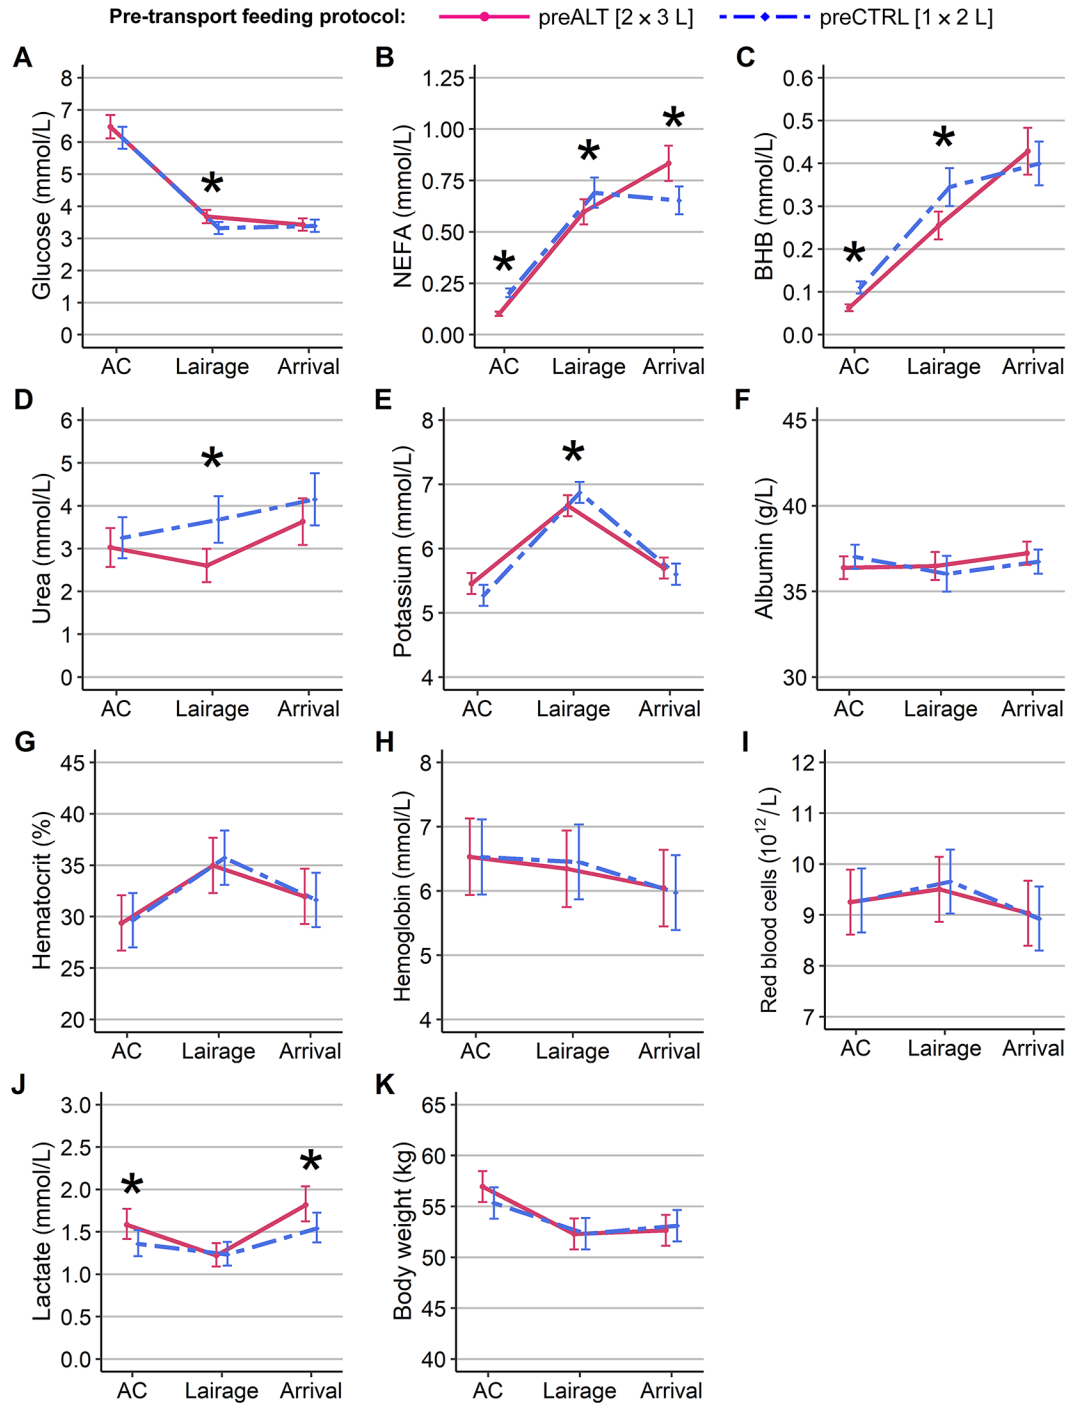 Pre-transport feeding protocol: preALT [2 × 3 L] preCTRL [1 × 2 L]
A
Glucose (mmol/L)
8
7
6
5
4
3
2
1
0
AC Lairage Arrival
B
NEFA (mmol/L)
1.25
1.00
0.75
0.50
0.25
0.00
AC Lairage Arrival
C
BHB (mmol/L)
0.6
0.5
0.4
0.3
0.2
0.1
0.0
AC Lairage Arrival
D
Urea (mmol/L)
6
5
4
3
2
1
0
AC Lairage Arrival
E
Potassium (mmol/L)
8
7
6
5
4
AC Lairage Arrival
F
Albumin (g/L)
45
40
35
30
AC Lairage Arrival
G
Hematocrit (%)
45
40
35
30
25
20
AC Lairage Arrival
H
Hemoglobin (mmol/L)
8
7
6
5
4
AC Lairage Arrival
I
Red blood cells (10¹²/L)
12
11
10
9
8
7
AC Lairage Arrival
J
Lactate (mmol/L)
3.0
2.5
2.0
1.5
1.0
0.5
0.0
AC Lairage Arrival
K
Body weight (kg)
65
60
55
50
45
40
AC Lairage Arrival